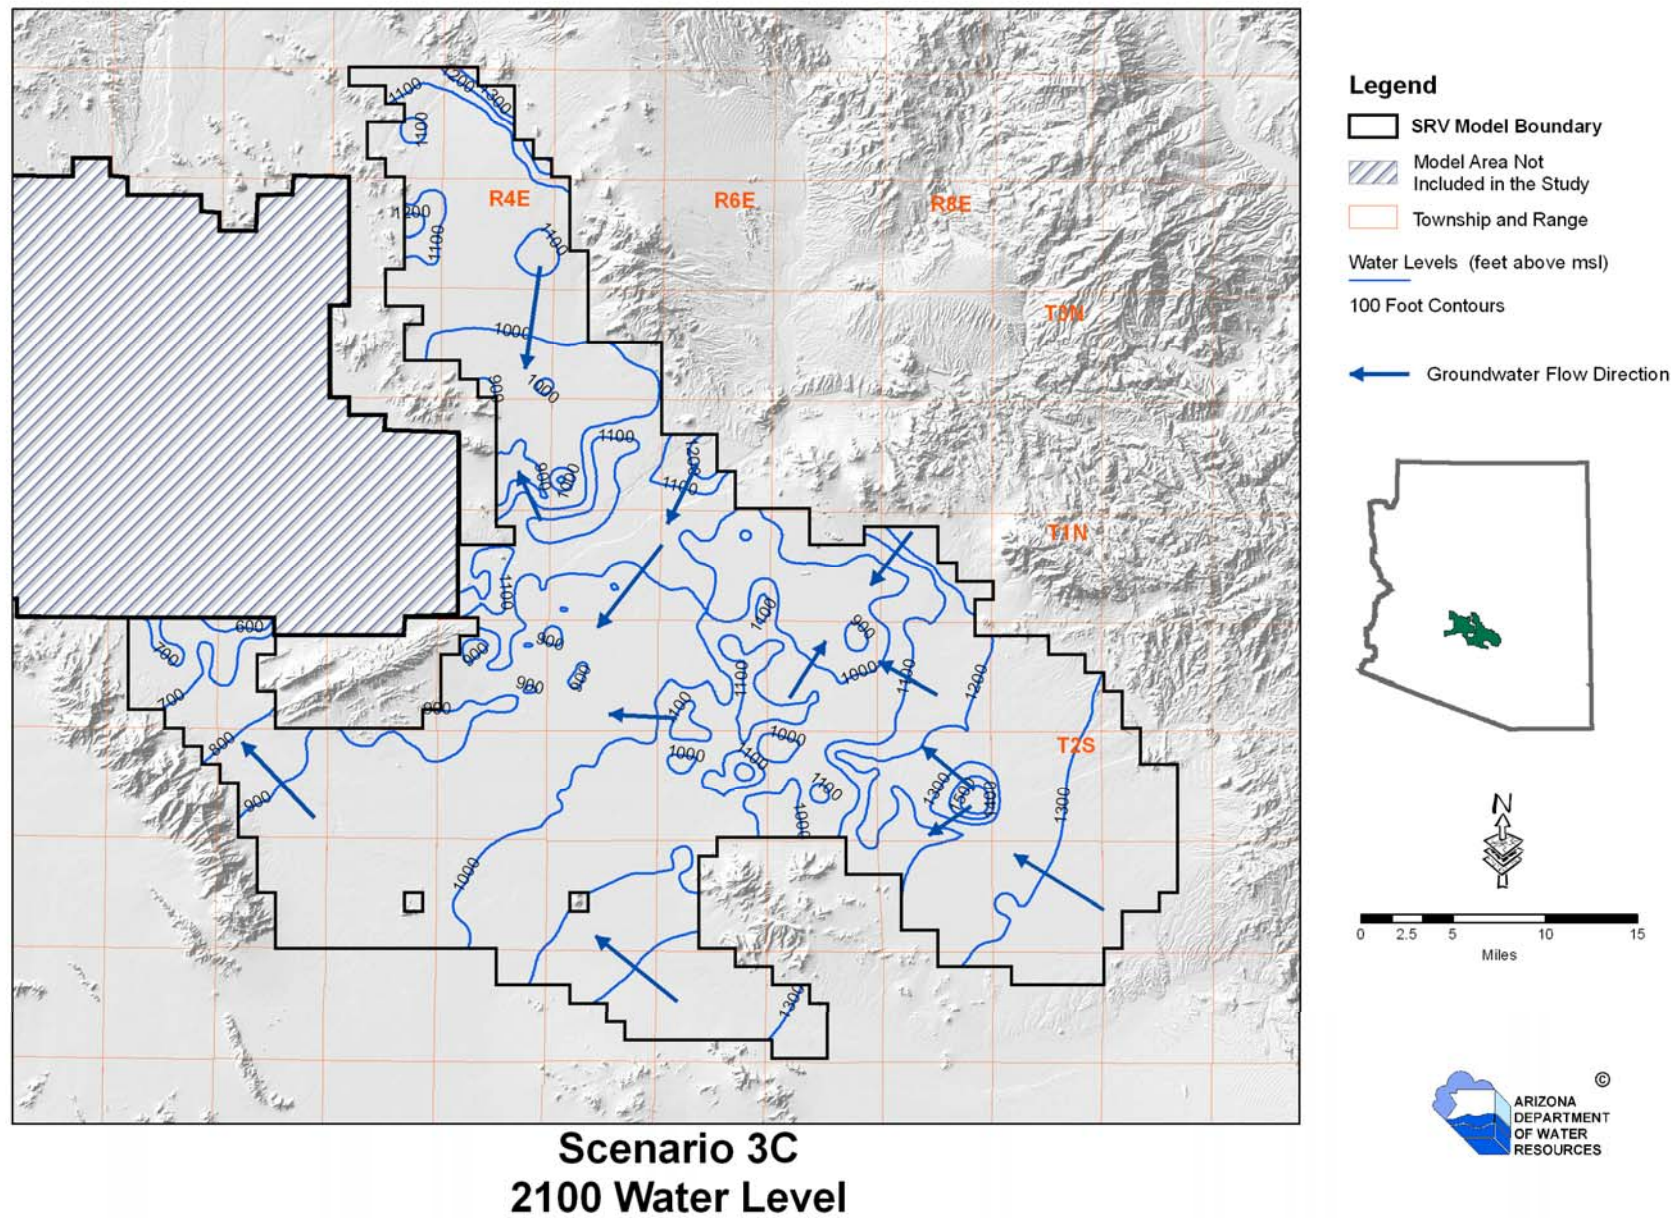 1200
1300
1100
1100
R4E
R6E
R8E
1200
1100
1100
T3N
1000
900
1000
1100
1200
900
1000
1100
T1N
1100
1100
600
900
900
700
900
1000
1100
1200
900
900
1100
700
900
100
1000
T2S
800
1000
1100
1100
1300
1500
1400
900
1300
1000
1000
1300
Legend
SRV Model Boundary
Model Area Not
Included in the Study
Township and Range
Water Levels (feet above msl)
100 Foot Contours
Groundwater Flow Direction
N
0 2.5 5 10 15
Miles
©
ARIZONA
DEPARTMENT
OF WATER
RESOURCES
Scenario 3C
2100 Water Level